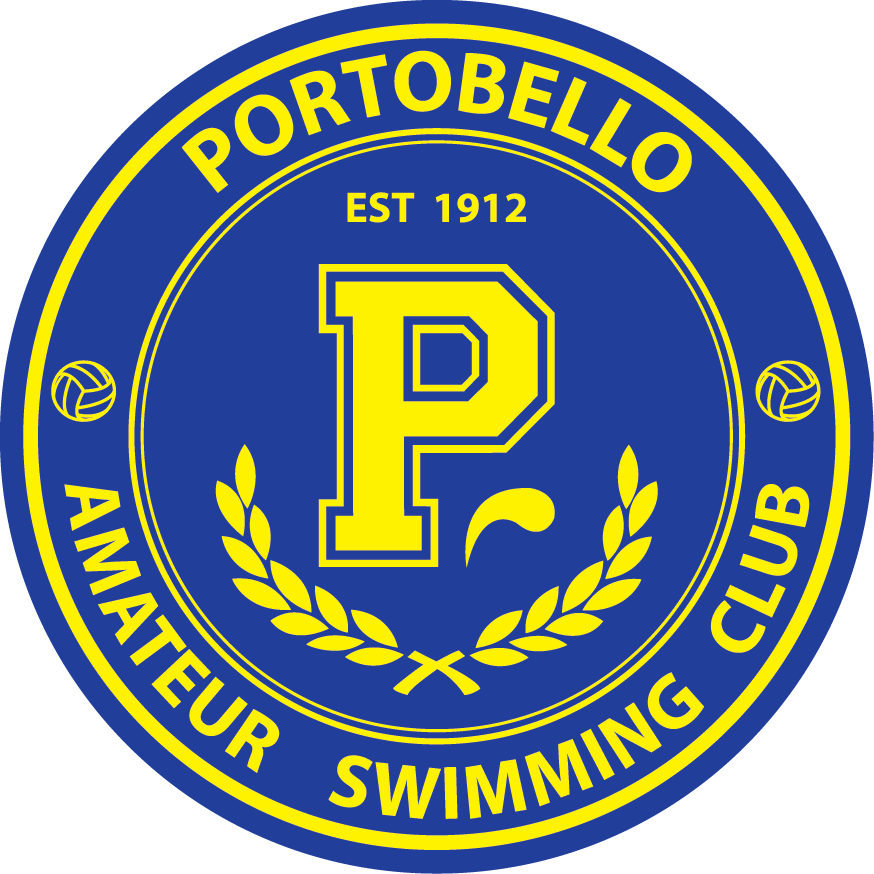 PORTOBELLO
EST 1912
P
AMATEUR SWIMMING CLUB